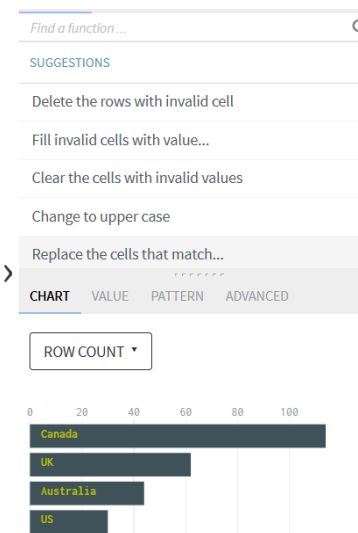 Find a function ...
SUGGESTIONS
Delete the rows with invalid cell
Fill invalid cells with value...
Clear the cells with invalid values
Change to upper case
Replace the cells that match...
CHART VALUE PATTERN ADVANCED
ROW COUNT
0 20 40 60 80 100
Canada
UK
Australia
US